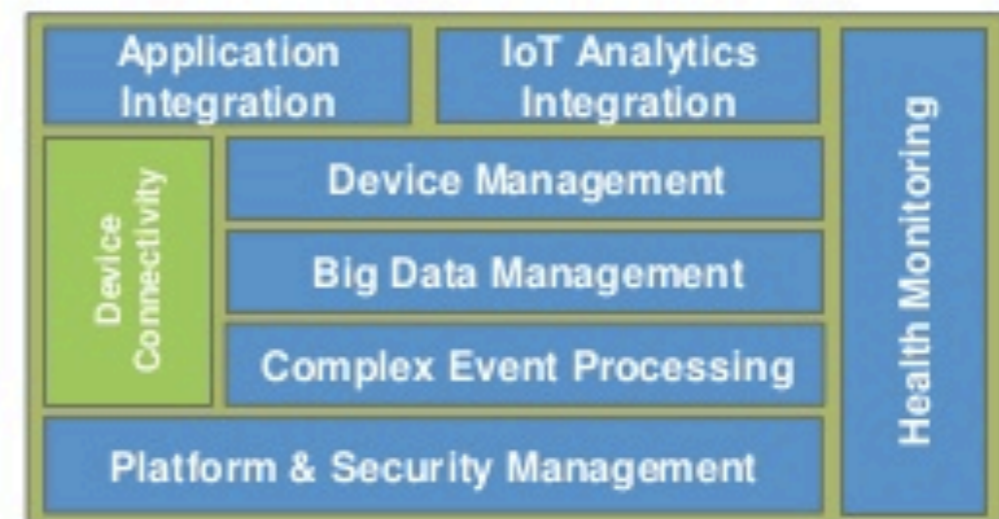 Application
Integration
IoT Analytics
Integration
Device
Connectivity
Device Management
Big Data Management
Complex Event Processing
Platform & Security Management
Health Monitoring